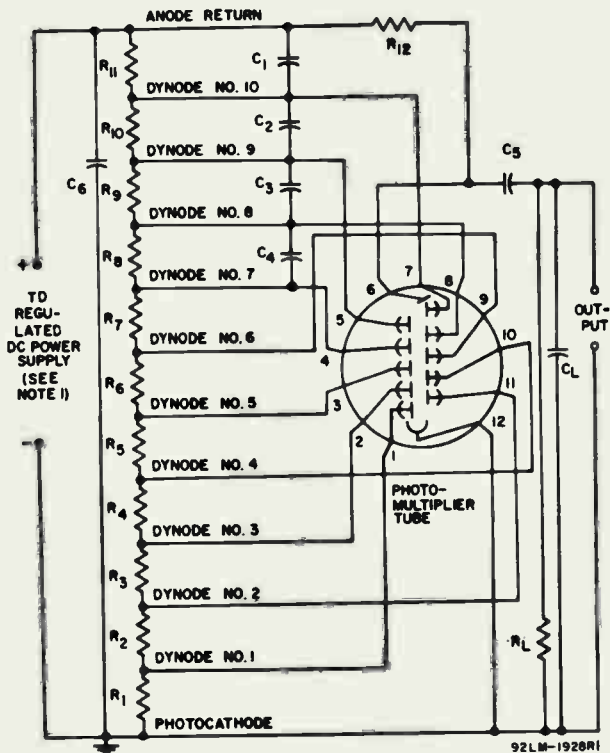 ANODE RETURN
R12
R11
C1
DYNODE NO. 10
R10
C2
DYNODE NO. 9
C5
C6
R9
C3
DYNODE NO. 8
R8
C4
DYNODE NO. 7
+
TO
REGU-
LATED
DC POWER
SUPPLY
(SEE
NOTE 1)
-
R7
DYNODE NO. 6
R6
DYNODE NO. 5
R5
DYNODE NO. 4
R4
DYNODE NO. 3
R3
DYNODE NO. 2
R2
DYNODE NO. 1
R1
PHOTOCATHODE
6
7
8
5
9
4
10
3
11
2
12
1
PHOTO-
MULTIPLIER
TUBE
OUT-
PUT
CL
RL
92LM-1928R1